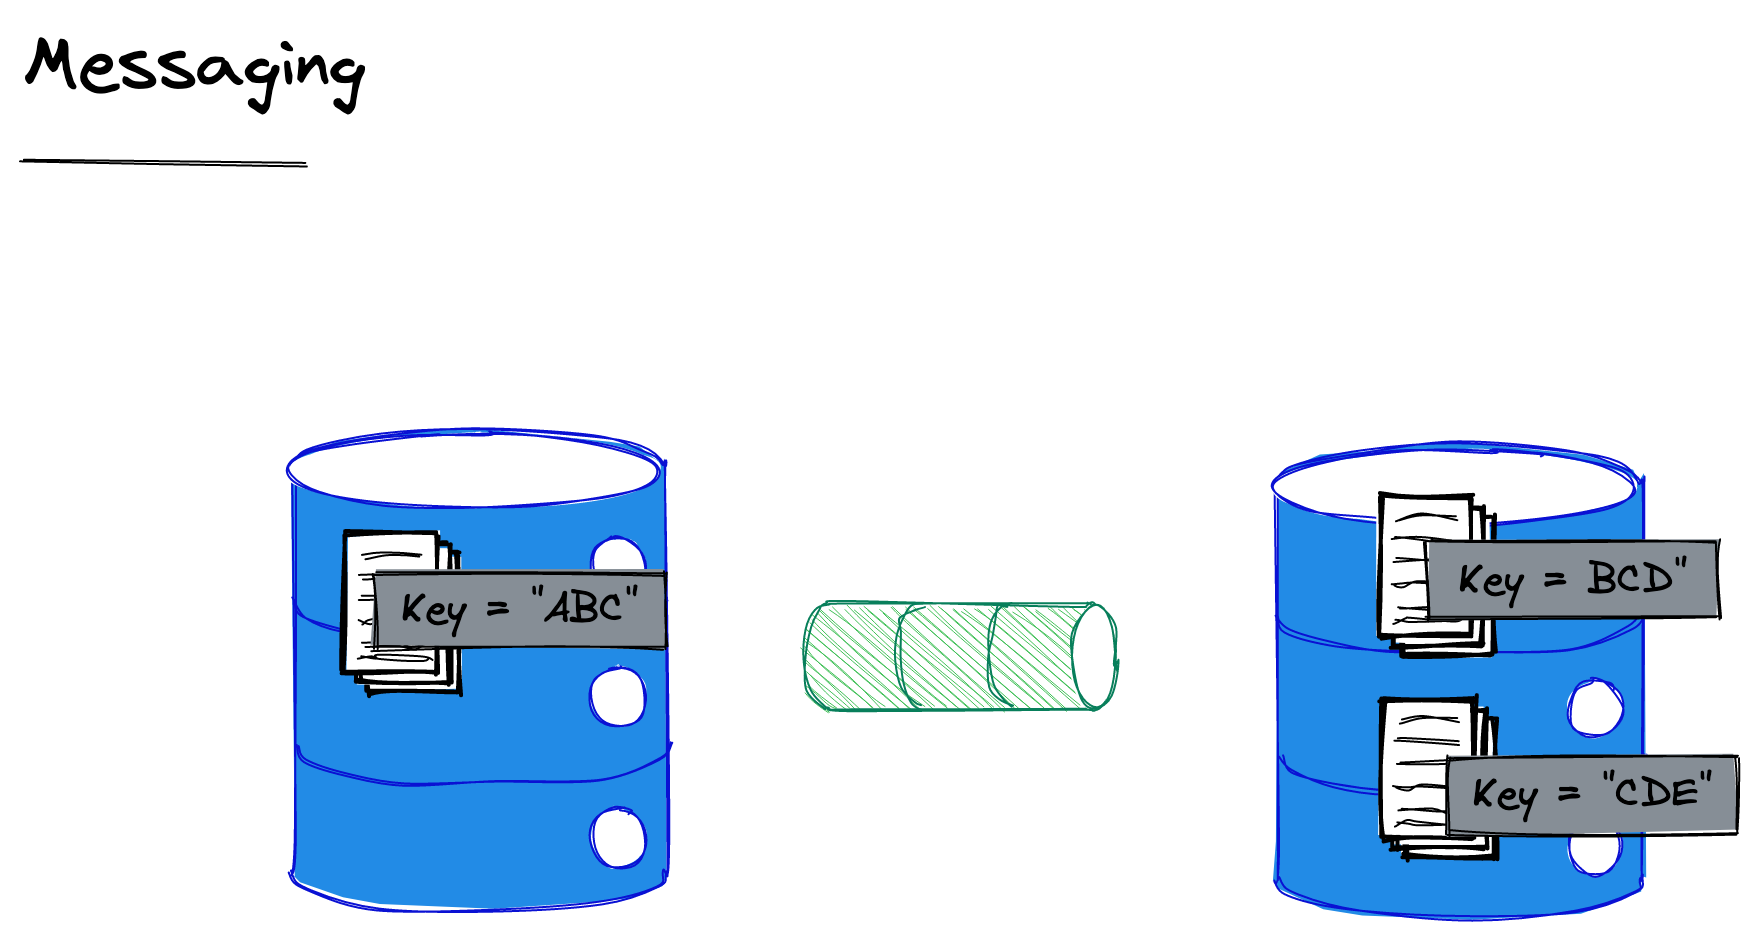 Messaging
Key = "ABC"
Key = BCD"
Key = "CDE"